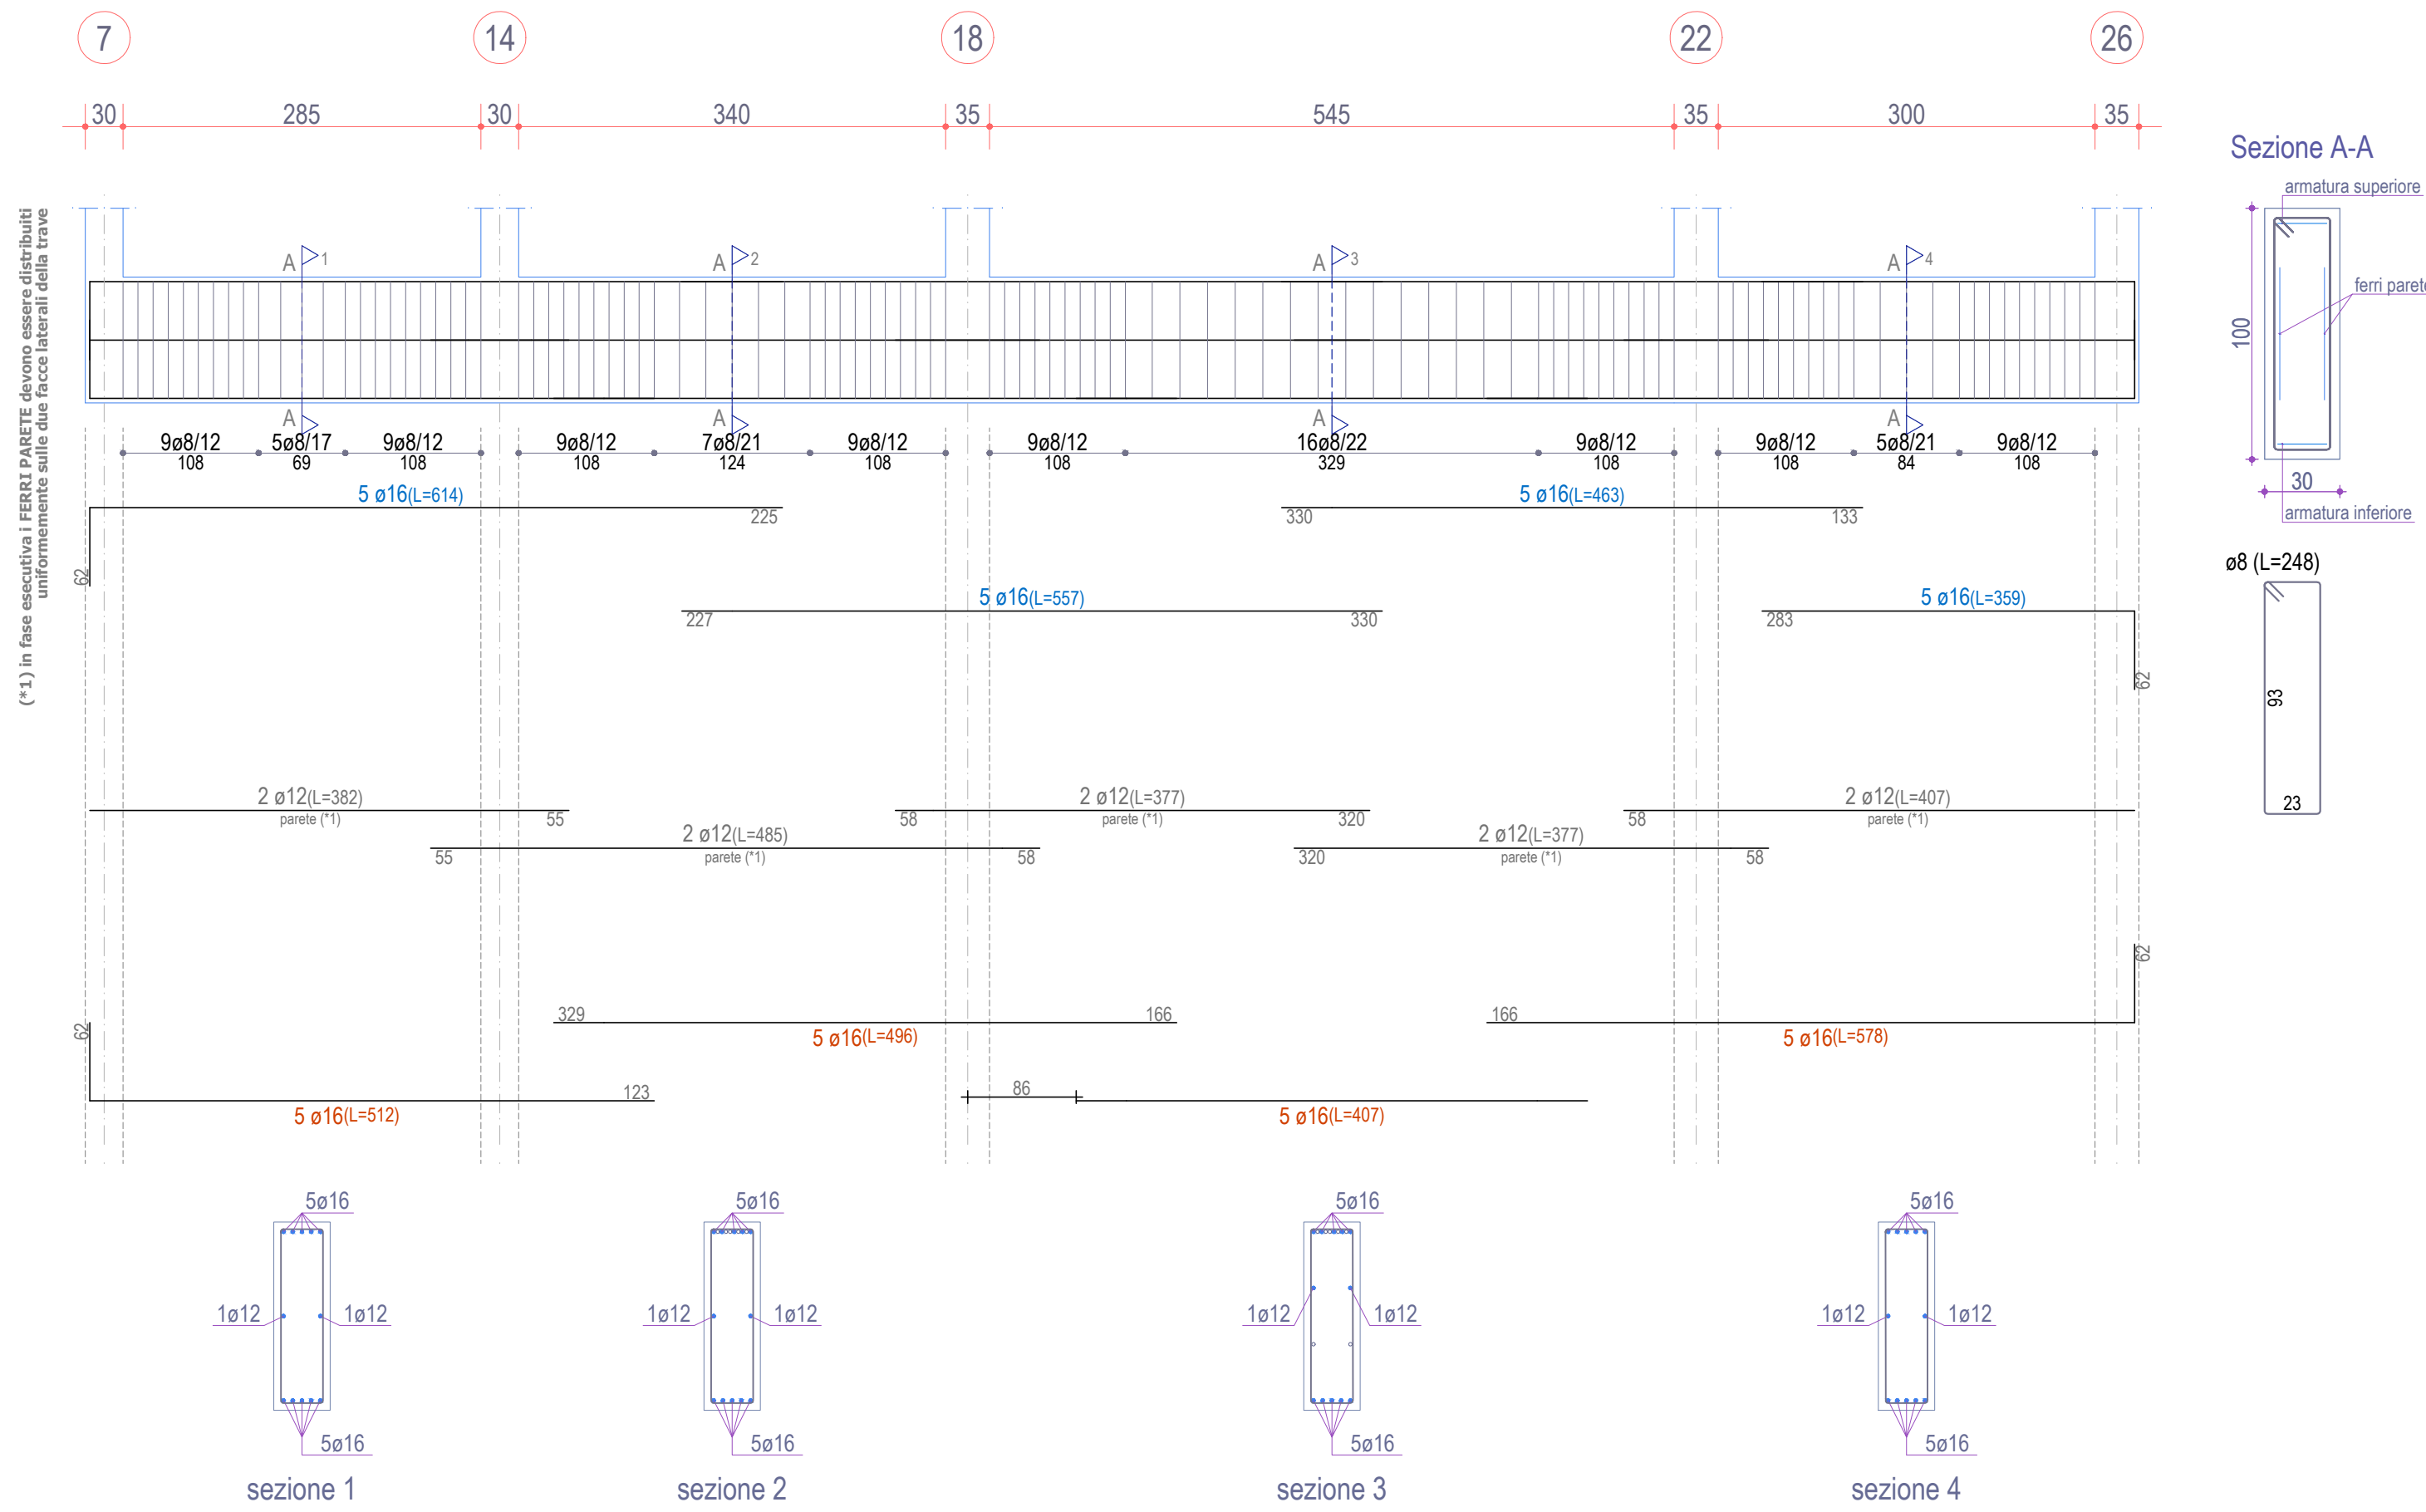 7 14 18 22 26
30 285 30 340 35 545 35 300 35
Sezione A-A
armatura superiore
ferri parete
100
30
armatura inferiore
(*1) in fase esecutiva i FERRI PARETE devono essere distribuiti
uniformemente sulle due facce laterali della trave
A 1 A 2 A 3 A 4
A A A A
9ø8/12 5ø8/17 9ø8/12 9ø8/12 7ø8/21 9ø8/12 9ø8/12 16ø8/22 9ø8/12 9ø8/12 5ø8/21 9ø8/12
108 69 108 108 124 108 108 329 108 108 84 108
5 ø16(L=614) 5 ø16(L=463)
225 330 133
62
ø8 (L=248)
93
23
5 ø16(L=557) 5 ø16(L=359)
227 330 283
62
2 ø12(L=382) 2 ø12(L=377) 2 ø12(L=407)
parete (*1) 55 58 parete (*1) 320 58 parete (*1)
2 ø12(L=485) 2 ø12(L=377)
55 parete (*1) 58 320 parete (*1) 58
62
329 166 166
5 ø16(L=496) 5 ø16(L=578)
62
123 86
5 ø16(L=512) 5 ø16(L=407)
5ø16 5ø16 5ø16 5ø16
1ø12 1ø12 1ø12 1ø12 1ø12 1ø12 1ø12 1ø12
5ø16 5ø16 5ø16 5ø16
sezione 1 sezione 2 sezione 3 sezione 4